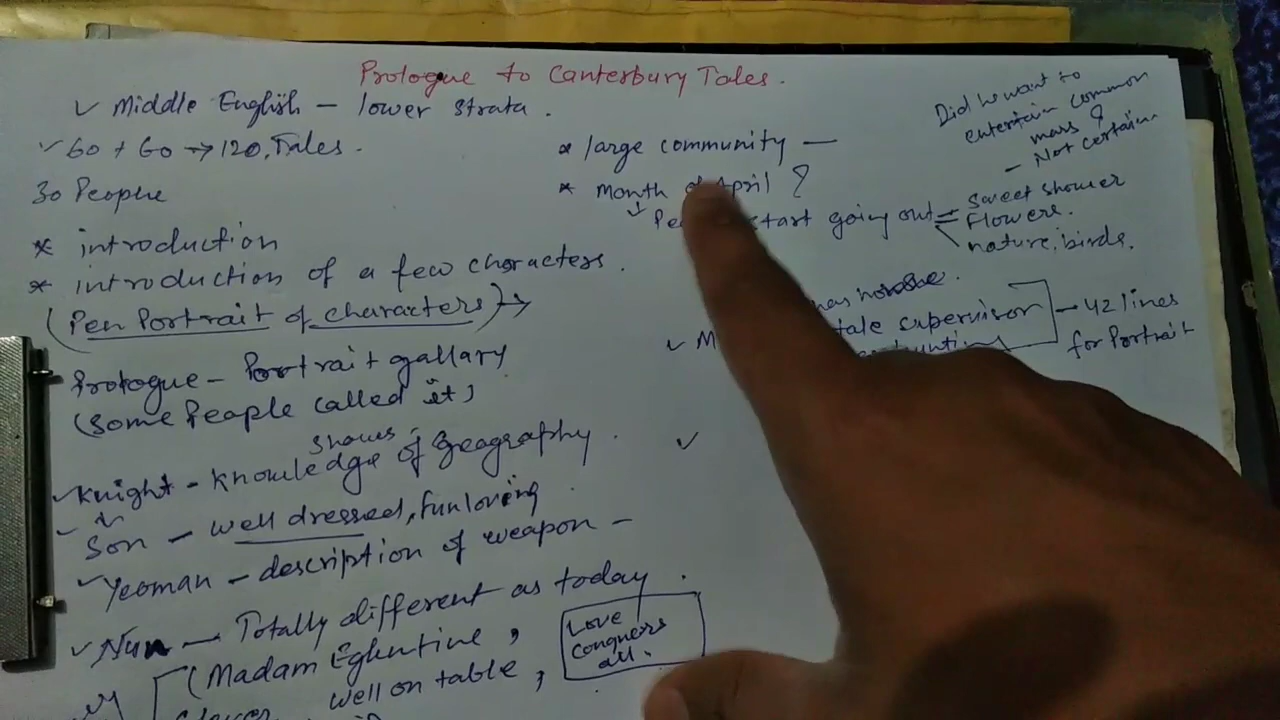 Prologue to Canterbury Tales.
✓ Middle English - lower strata.
✓ 60 + 60 → 120, Tales.
30 People
* introduction
* introduction of a few characters.
(Pen Portrait of characters) →
Prologue - Portrait gallary
(Some People called it)
shows
✓ Knight - knowledge of Geography.
✓ Son - well dressed, fun loving
✓ Yeoman - description of weapon -
✓ Nun - Totally different as today.
(Madam Eglentine,
well on table,
Love
conquers
all.
Did he want to
entertain common
mass?
- Not certain.
* large community -
* Month of April ?
start going out
sweet shower
Flowers.
nature, birds.
tale supervisor
- 42 lines
for Portrait